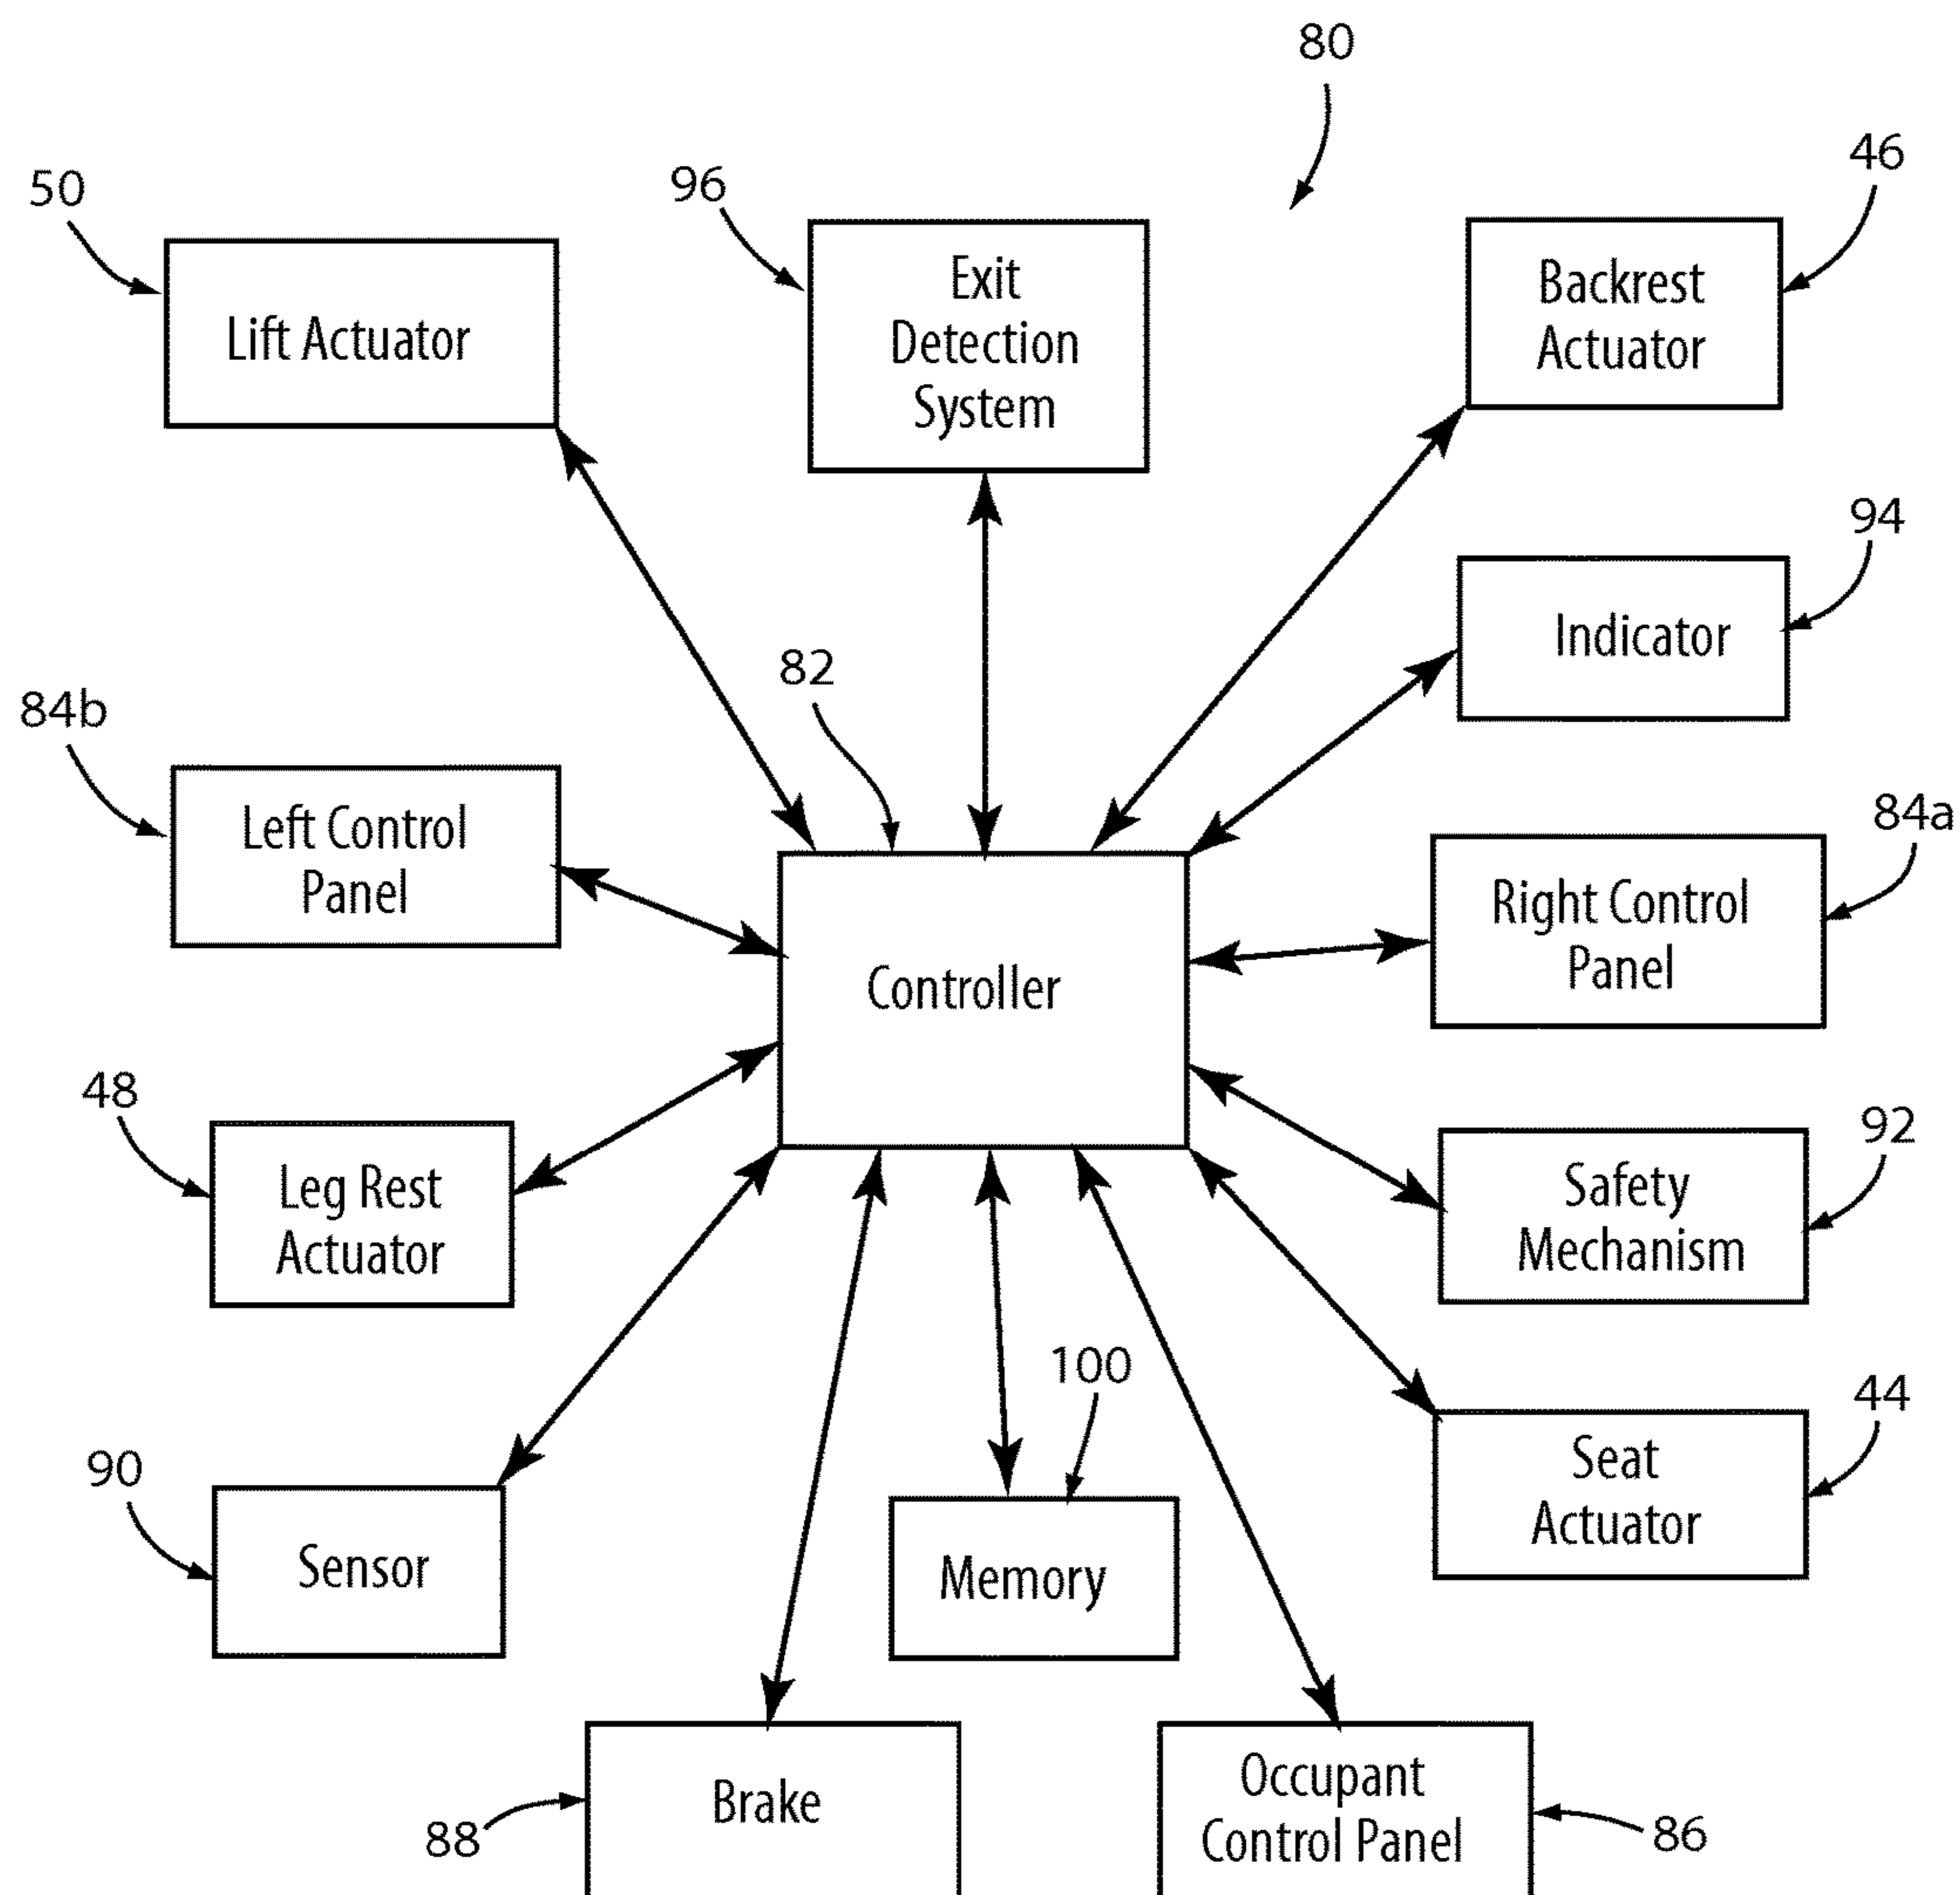 80
50
96
46
Lift Actuator
Exit
Detection
System
Backrest
Actuator
94
Indicator
82
84b
Left Control
Panel
84a
Right Control
Panel
Controller
48
Leg Rest
Actuator
92
Safety
Mechanism
100
44
Seat
Actuator
90
Sensor
Memory
88
Brake
Occupant
Control Panel
86